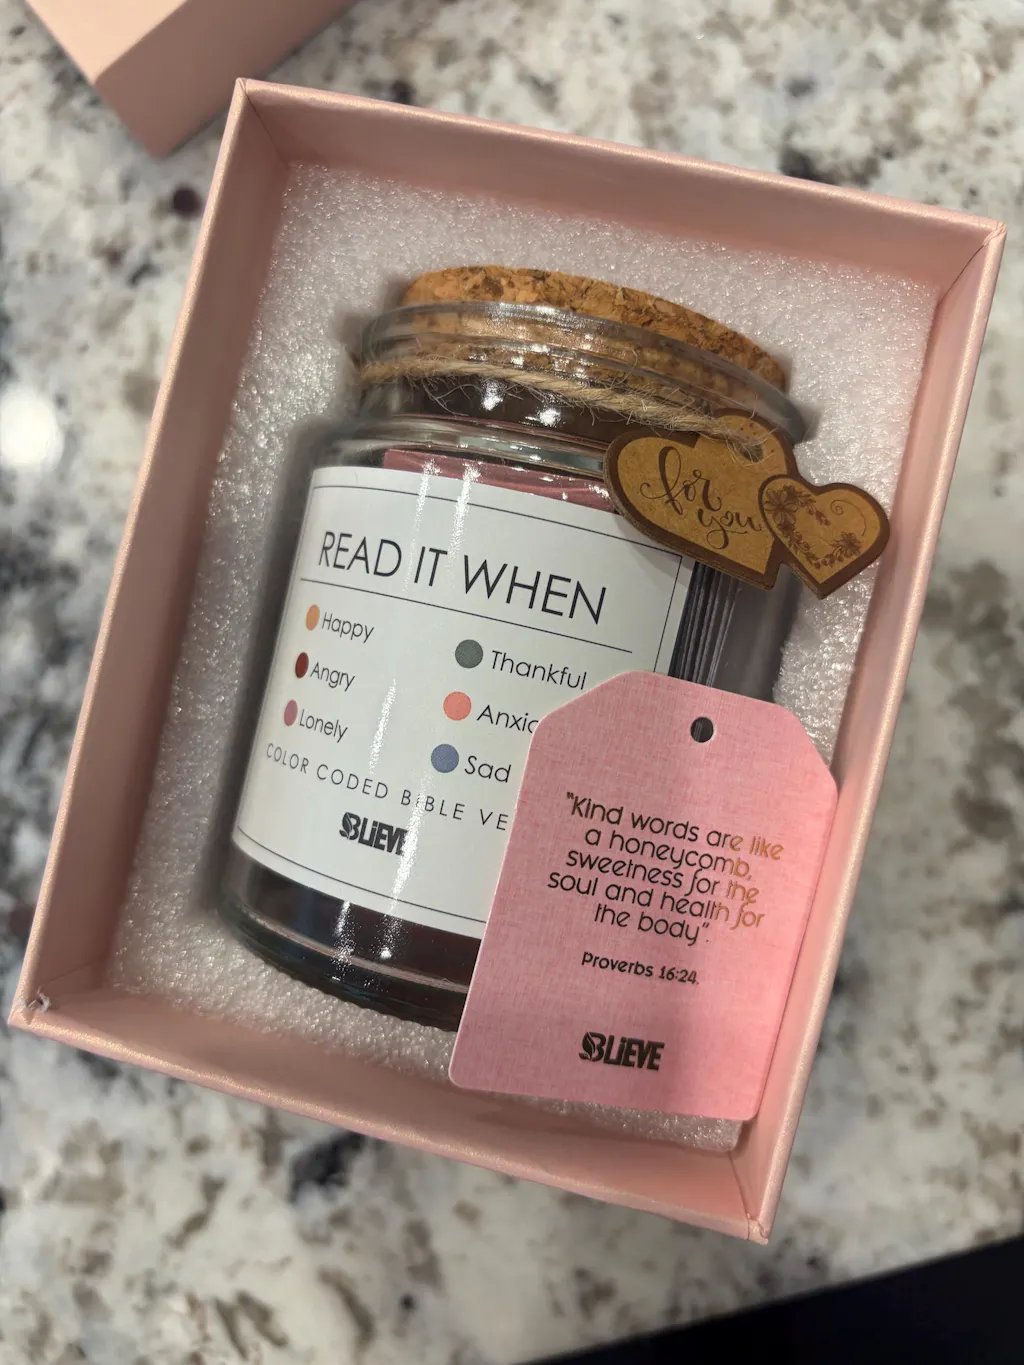 for
you
READ IT WHEN
Happy
Thankful
Angry
Lonely
Sad
COLOR CODED BIBLE
BLiEVE
"Kind words are like
a honeycomb,
sweetness for the
soul and health for
the body".
Proverbs 16:24.
BLiEVE